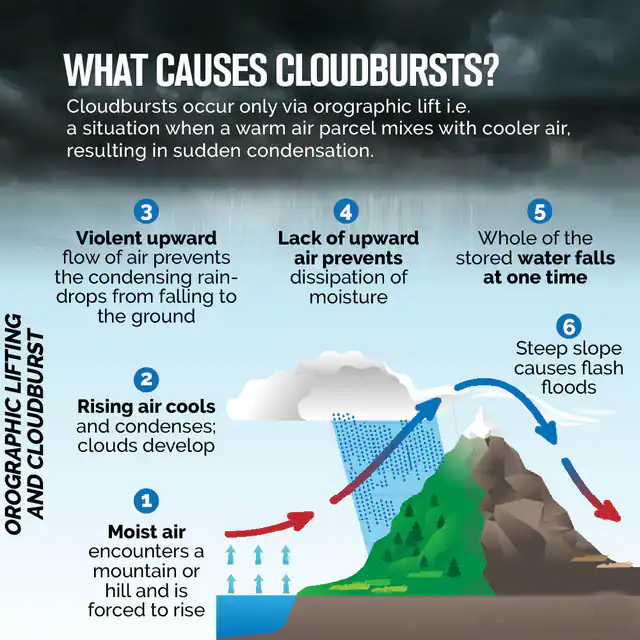 WHAT CAUSES CLOUDBURSTS?
Cloudbursts occur only via orographic lift i.e.
a situation when a warm air parcel mixes with cooler air,
resulting in sudden condensation.
OROGRAPHIC LIFTING
AND CLOUDBURST
1
Moist air
encounters a
mountain or
hill and is
forced to rise
2
Rising air cools
and condenses;
clouds develop
3
Violent upward
flow of air prevents
the condensing rain-
drops from falling to
the ground
4
Lack of upward
air prevents
dissipation of
moisture
5
Whole of the
stored water falls
at one time
6
Steep slope
causes flash
floods